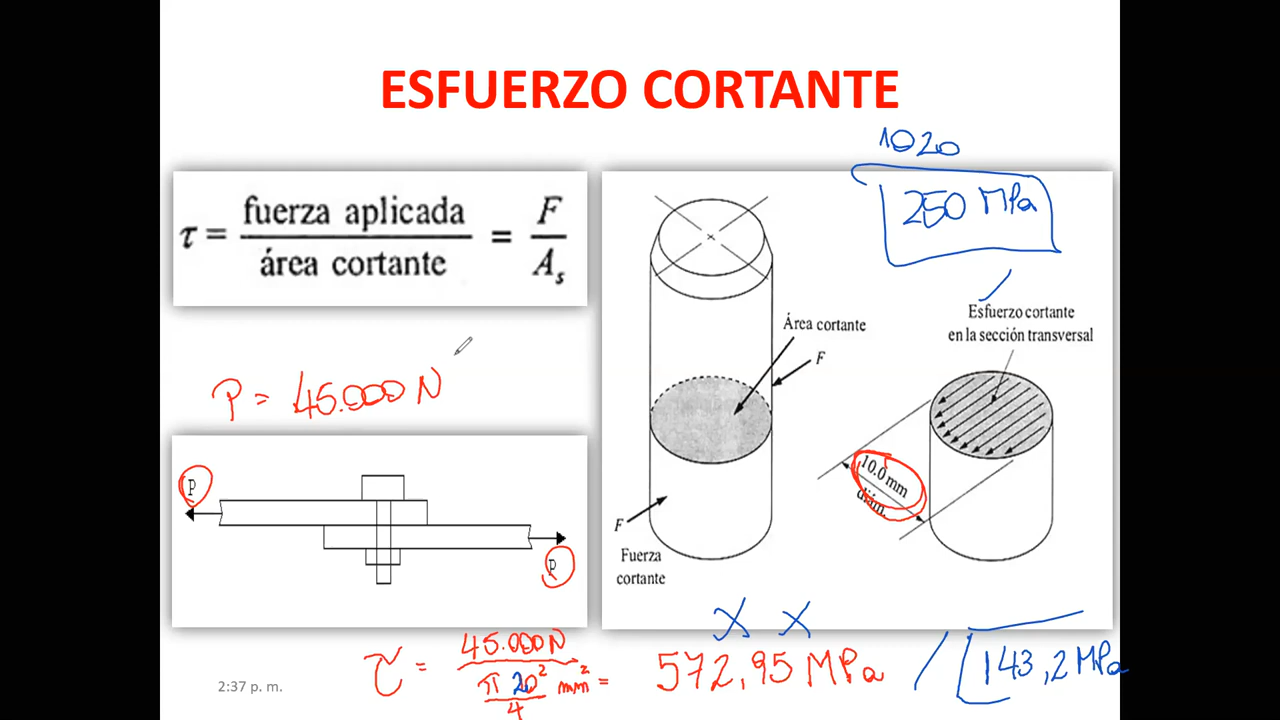 ESFUERZO CORTANTE
1020
250 MPa
τ = fuerza aplicada / área cortante = F / A_s
P = 45.000 N
P
P
Área cortante
F
F
Fuerza
cortante
Esfuerzo cortante
en la sección transversal
10.0 mm
diám.
τ = 45.000 N / (π 20² / 4 mm²) = 572,95 MPa / 143,2 MPa
X X
2:37 p. m.